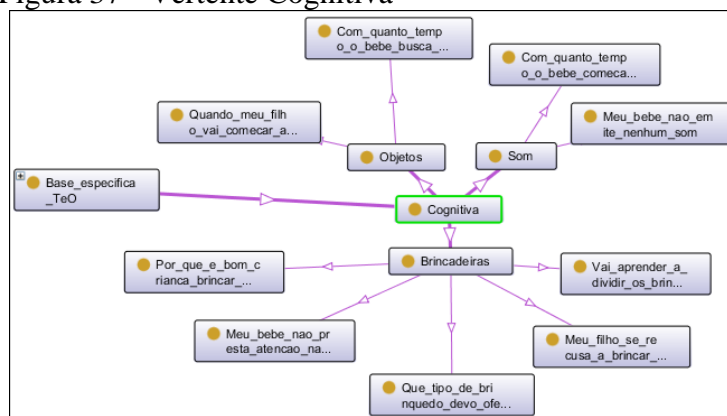 Figura 37 - Vertente Cognitiva
Com_quanto_temp
o_o_bebe_busca_...
Com_quanto_temp
o_o_bebe_comeca...
Quando_meu_filh
o_vai_comecar_a...
Meu_bebe_nao_em
ite_nenhum_som
Objetos
Som
Base_especifica
_TeO
Cognitiva
Brincadeiras
Por_que_e_bom_c
rianca_brincar_...
Vai_aprender_a_
dividir_os_brin...
Meu_bebe_nao_pr
esta_atencao_na...
Meu_filho_se_re
cusa_a_brincar_...
Que_tipo_de_bri
nquedo_devo_ofe...